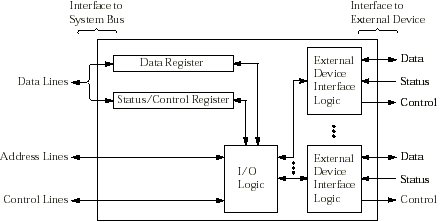 Interface to
System Bus
Interface to
External Device
Data Lines
Data Register
Status/Control Register
External
Device
Interface
Logic
Data
Status
Control
Address Lines
Control Lines
I/O
Logic
External
Device
Interface
Logic
Data
Status
Control